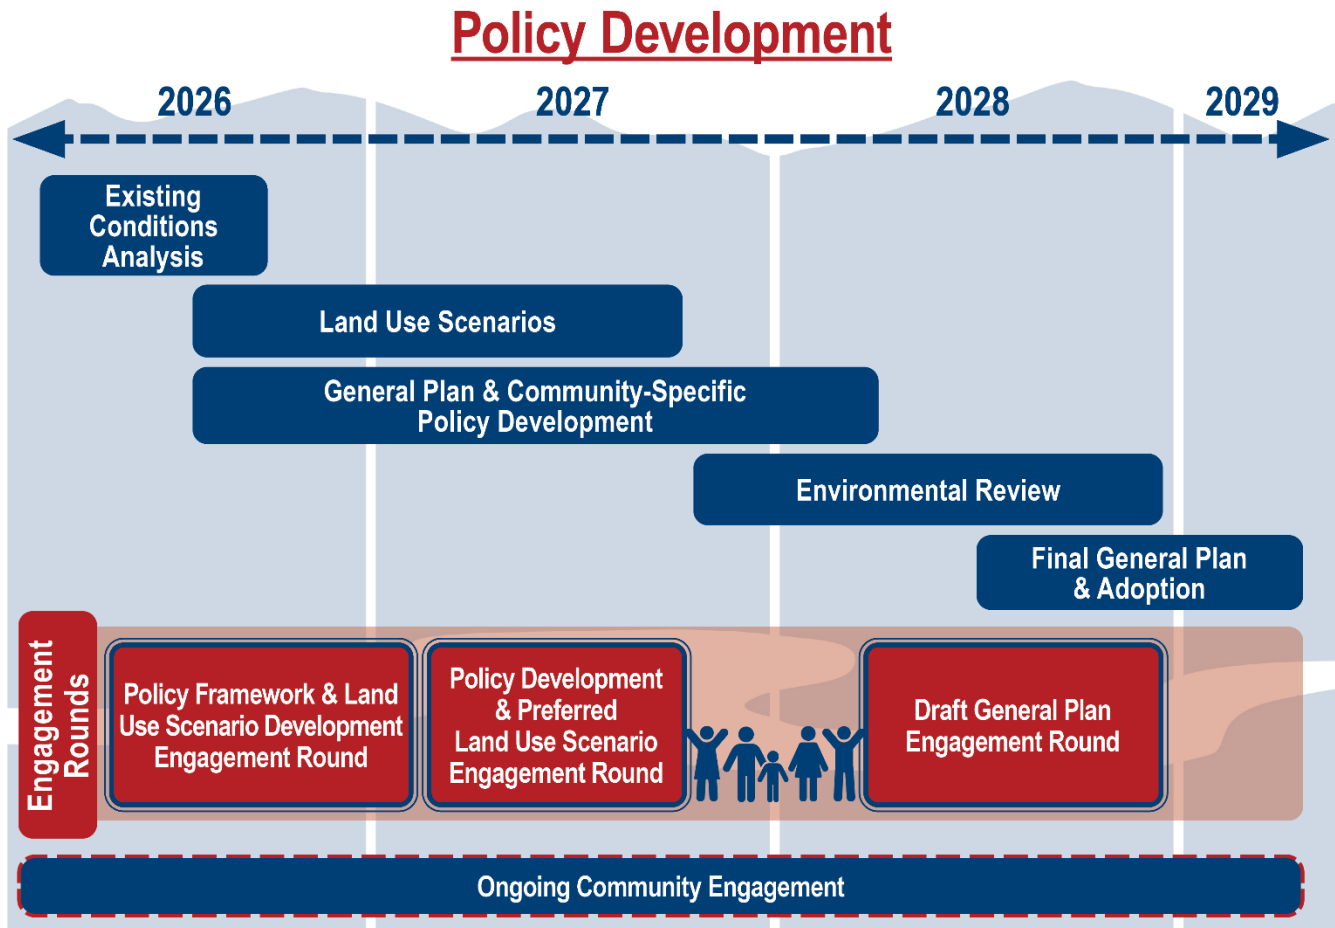 Policy Development
2026
2027
2028
2029
Existing
Conditions
Analysis
Land Use Scenarios
General Plan & Community-Specific
Policy Development
Environmental Review
Final General Plan
& Adoption
Engagement
Rounds
Policy Framework & Land
Use Scenario Development
Engagement Round
Policy Development
& Preferred
Land Use Scenario
Engagement Round
Draft General Plan
Engagement Round
Ongoing Community Engagement